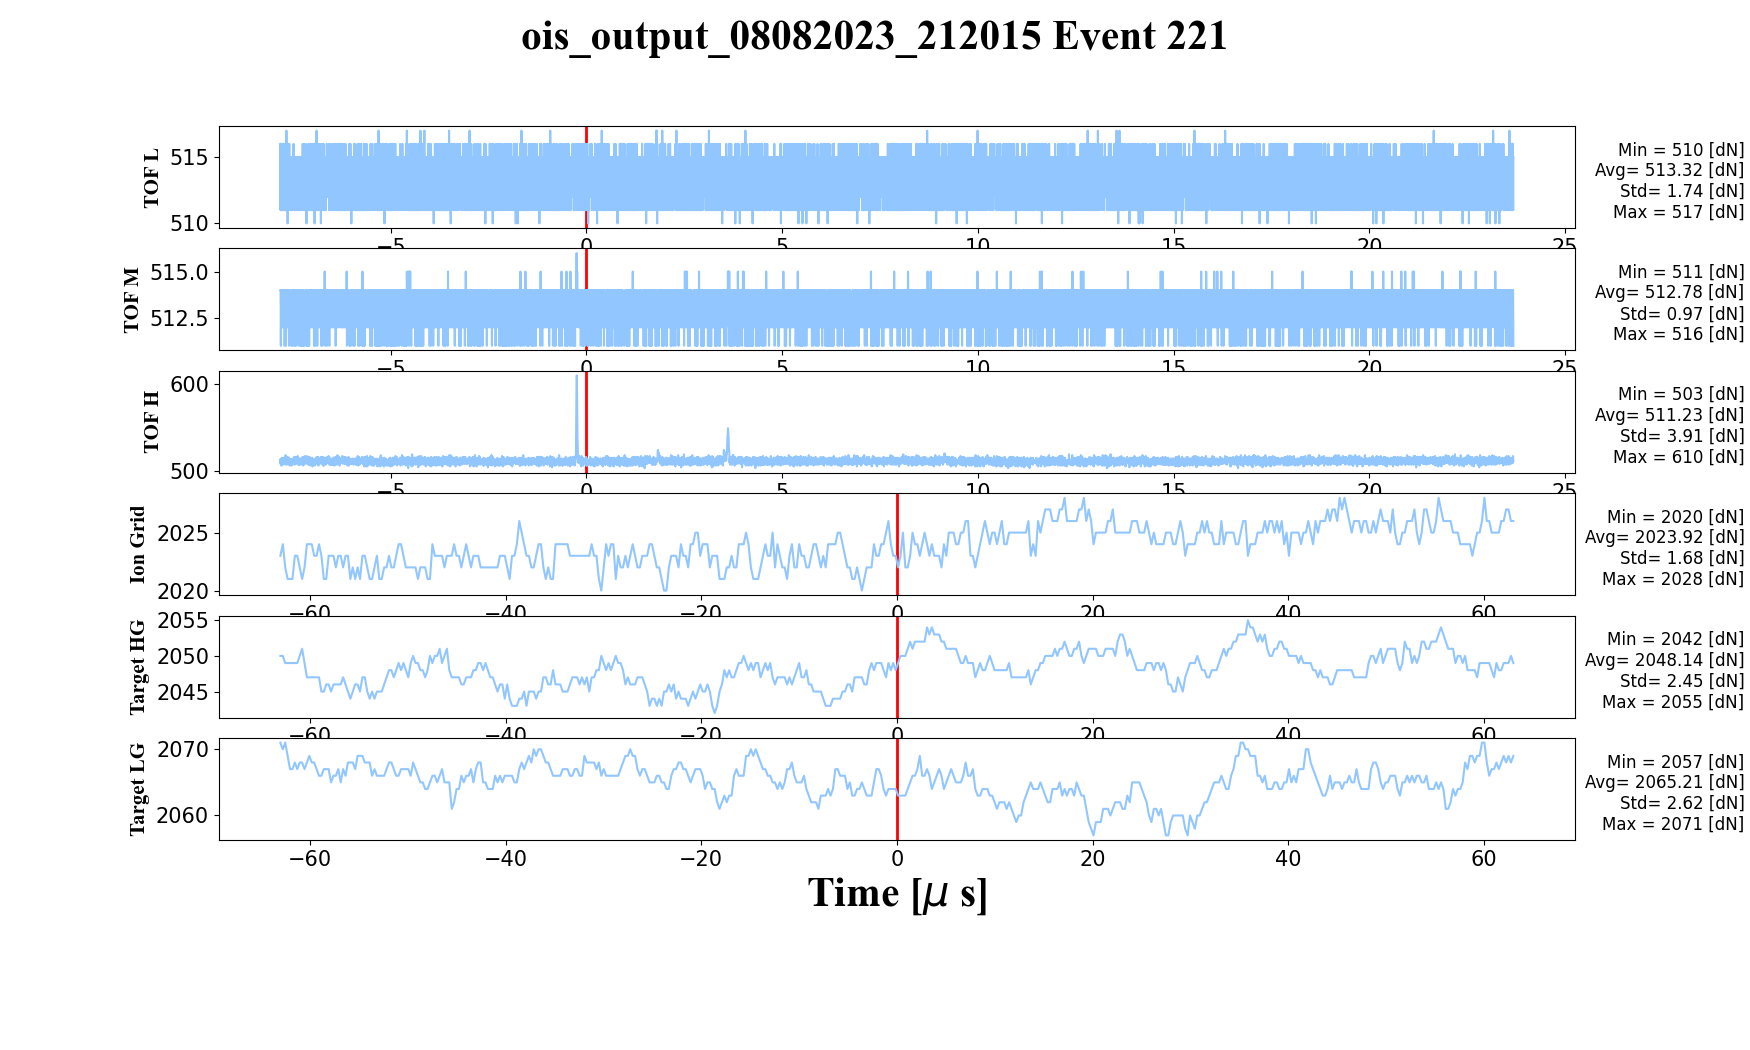 ois_output_08082023_212015 Event 221
TOF L
515
510
−5
0
5
10
15
20
25
Min = 510 [dN]
Avg= 513.32 [dN]
Std= 1.74 [dN]
Max = 517 [dN]
TOF M
515.0
512.5
−5
0
5
10
15
20
25
Min = 511 [dN]
Avg= 512.78 [dN]
Std= 0.97 [dN]
Max = 516 [dN]
TOF H
600
500
−5
0
5
10
15
20
25
Min = 503 [dN]
Avg= 511.23 [dN]
Std= 3.91 [dN]
Max = 610 [dN]
Ion Grid
2025
2020
−60
−40
−20
0
20
40
60
Min = 2020 [dN]
Avg= 2023.92 [dN]
Std= 1.68 [dN]
Max = 2028 [dN]
Target HG
2055
2050
2045
−60
−40
−20
0
20
40
60
Min = 2042 [dN]
Avg= 2048.14 [dN]
Std= 2.45 [dN]
Max = 2055 [dN]
Target LG
2070
2060
−60
−40
−20
0
20
40
60
Min = 2057 [dN]
Avg= 2065.21 [dN]
Std= 2.62 [dN]
Max = 2071 [dN]
Time [μ s]